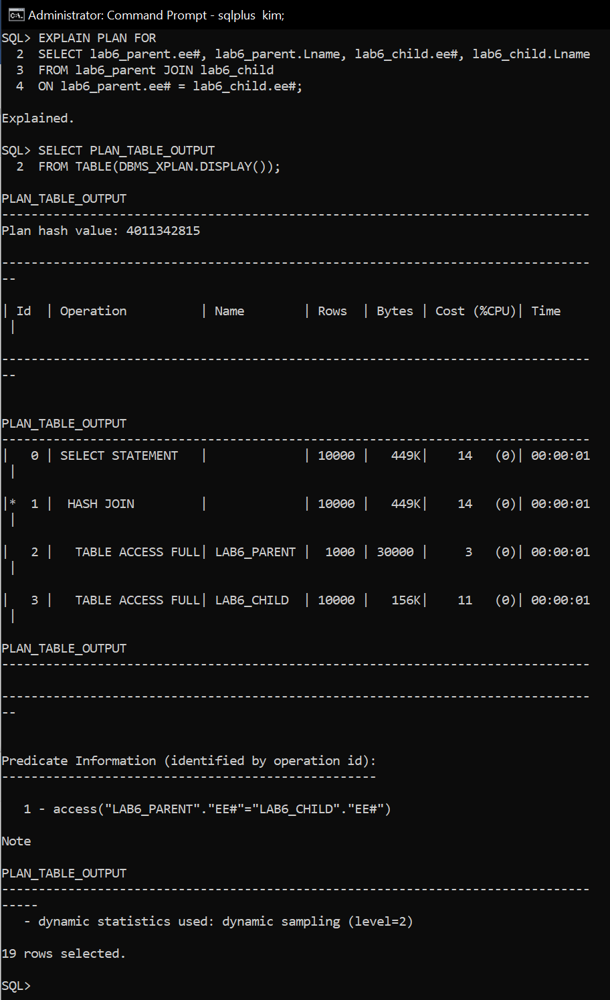 Administrator: Command Prompt - sqlplus  kim;
SQL> EXPLAIN PLAN FOR
  2  SELECT lab6_parent.ee#, lab6_parent.Lname, lab6_child.ee#, lab6_child.Lname
  3  FROM lab6_parent JOIN lab6_child
  4  ON lab6_parent.ee# = lab6_child.ee#;

Explained.

SQL> SELECT PLAN_TABLE_OUTPUT
  2  FROM TABLE(DBMS_XPLAN.DISPLAY());

PLAN_TABLE_OUTPUT
--------------------------------------------------------------------------------
Plan hash value: 4011342815

--------------------------------------------------------------------------------
--

| Id  | Operation          | Name        | Rows  | Bytes | Cost (%CPU)| Time
 |

--------------------------------------------------------------------------------
--


PLAN_TABLE_OUTPUT
--------------------------------------------------------------------------------
|   0 | SELECT STATEMENT   |             | 10000 |   449K|    14   (0)| 00:00:01
 |

|*  1 |  HASH JOIN         |             | 10000 |   449K|    14   (0)| 00:00:01
 |

|   2 |   TABLE ACCESS FULL| LAB6_PARENT |  1000 | 30000 |     3   (0)| 00:00:01
 |

|   3 |   TABLE ACCESS FULL| LAB6_CHILD  | 10000 |   156K|    11   (0)| 00:00:01
 |

PLAN_TABLE_OUTPUT
--------------------------------------------------------------------------------

--------------------------------------------------------------------------------
--


Predicate Information (identified by operation id):
---------------------------------------------------

   1 - access("LAB6_PARENT"."EE#"="LAB6_CHILD"."EE#")

Note

PLAN_TABLE_OUTPUT
--------------------------------------------------------------------------------
-----
   - dynamic statistics used: dynamic sampling (level=2)

19 rows selected.

SQL>